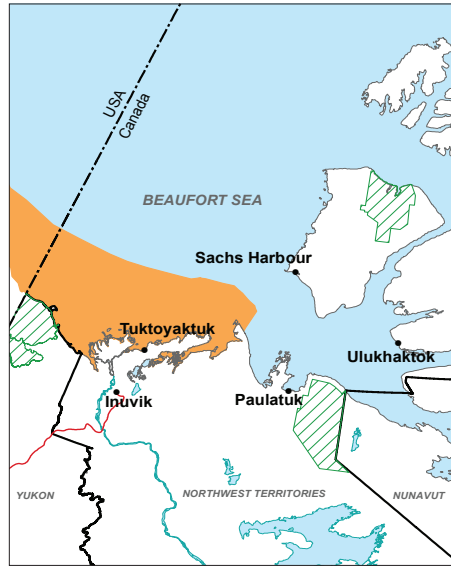 USA
Canada
BEAUFORT SEA
Sachs Harbour
Tuktoyaktuk
Ulukhaktok
Inuvik
Paulatuk
YUKON
NORTHWEST TERRITORIES
NUNAVUT